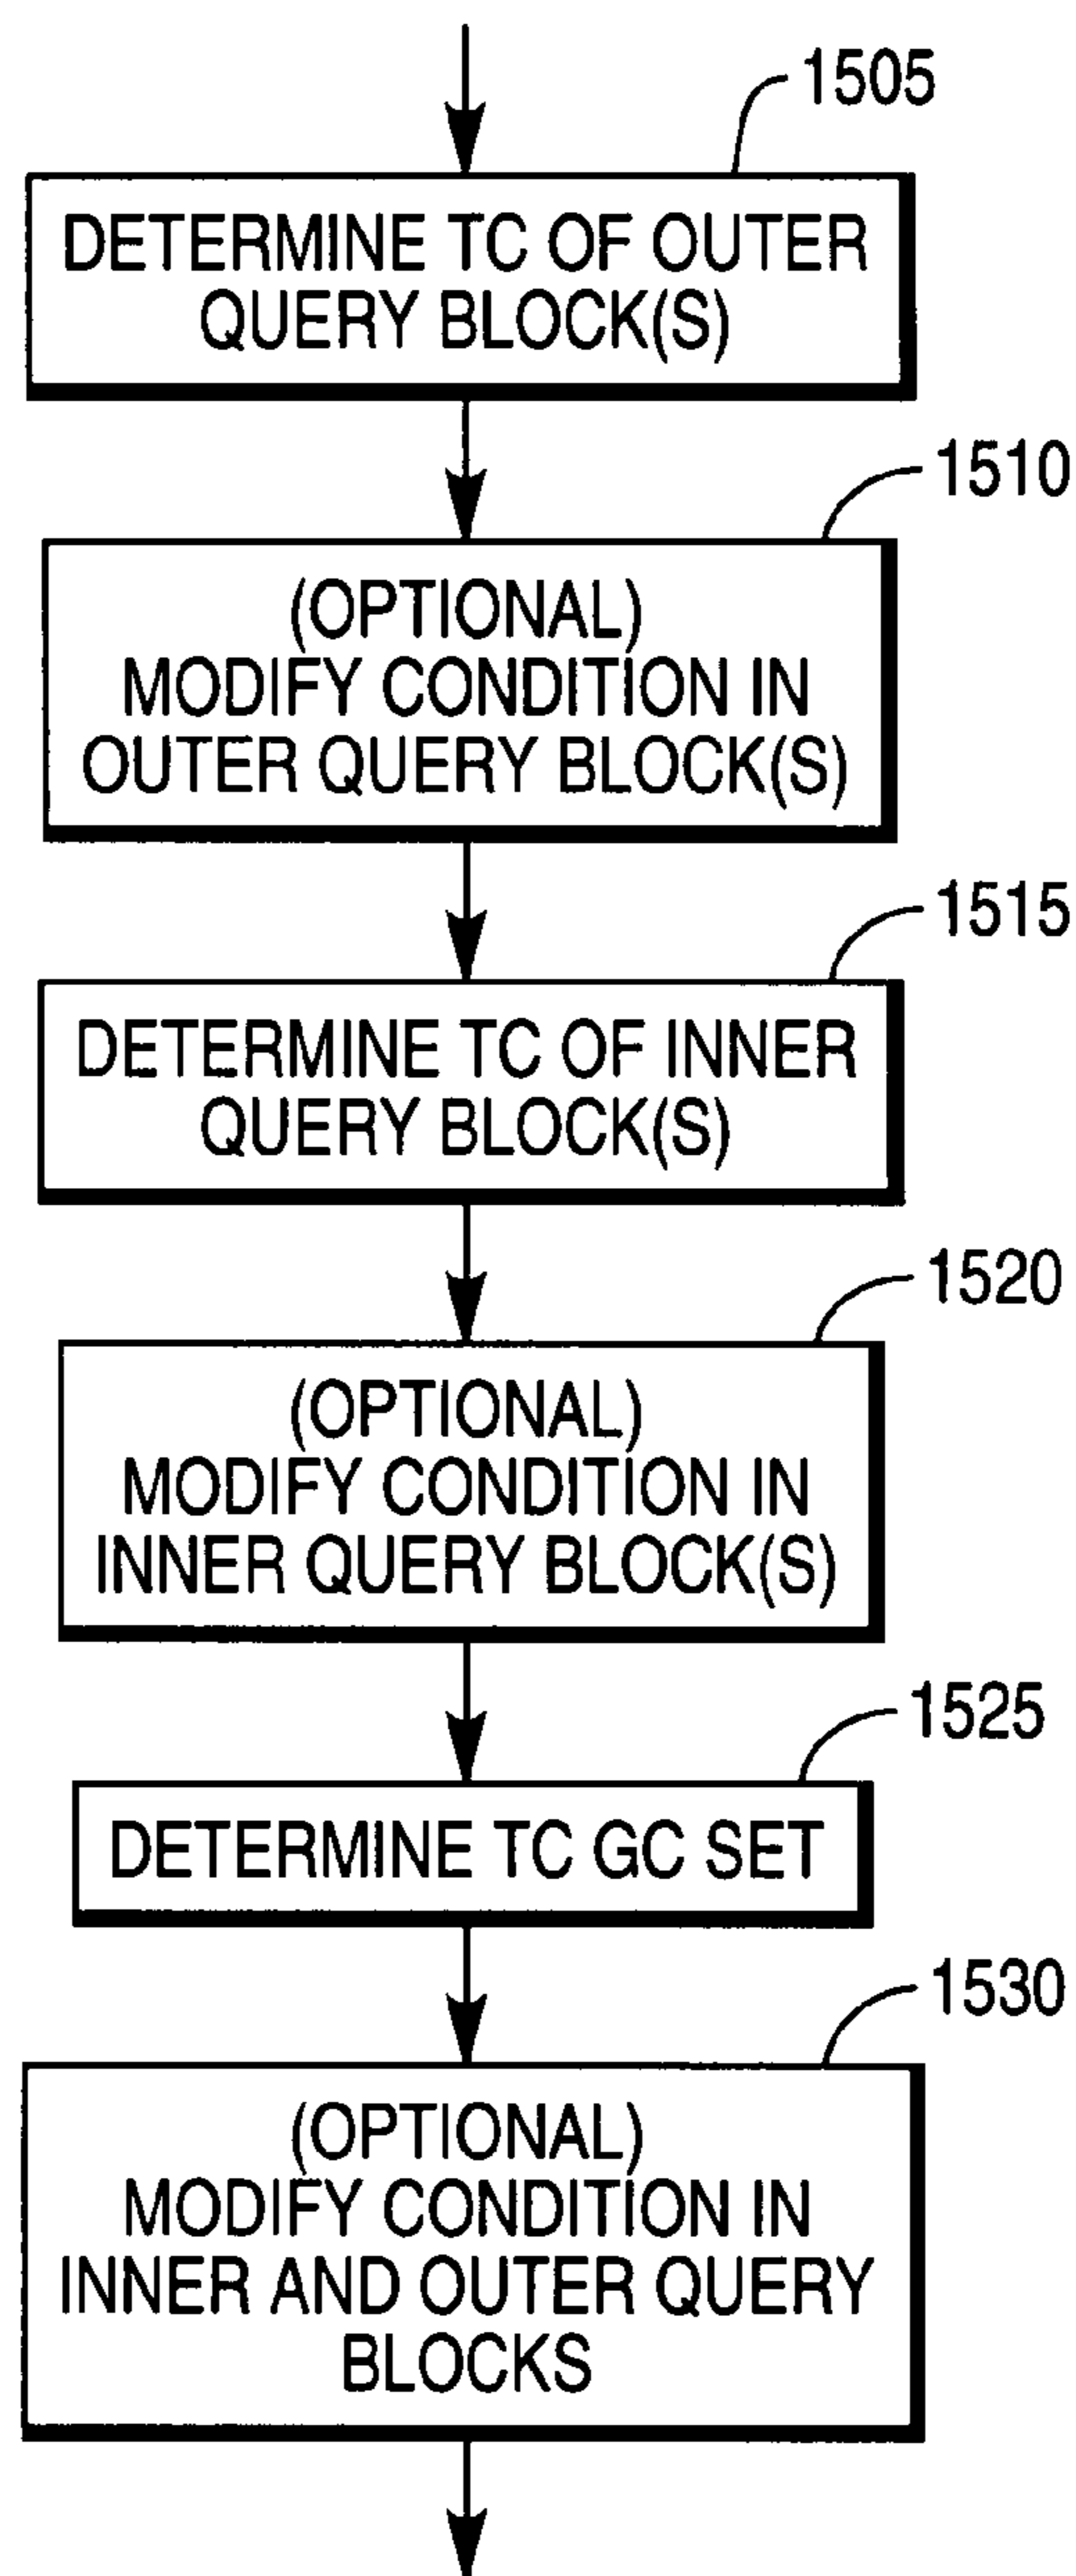 1505
DETERMINE TC OF OUTER
QUERY BLOCK(S)
1510
(OPTIONAL)
MODIFY CONDITION IN
OUTER QUERY BLOCK(S)
1515
DETERMINE TC OF INNER
QUERY BLOCK(S)
1520
(OPTIONAL)
MODIFY CONDITION IN
INNER QUERY BLOCK(S)
1525
DETERMINE TC GC SET
1530
(OPTIONAL)
MODIFY CONDITION IN
INNER AND OUTER QUERY
BLOCKS